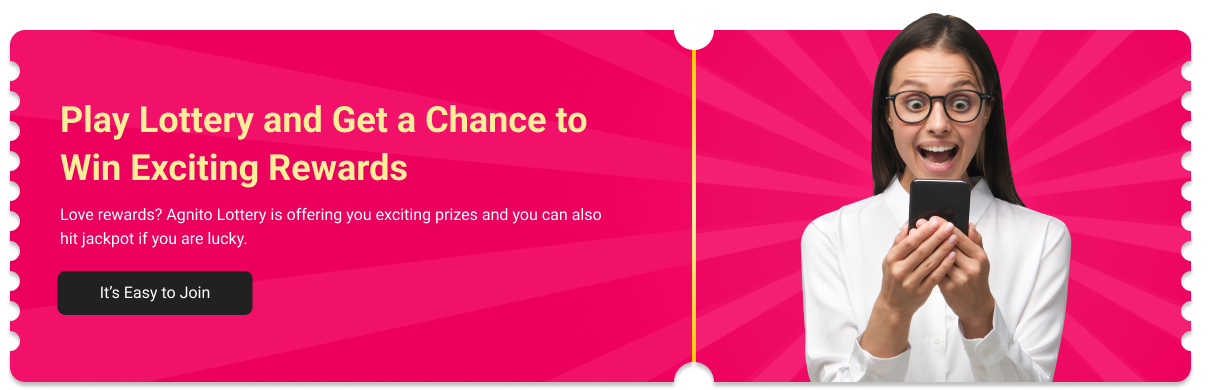 Play Lottery and Get a Chance to
Win Exciting Rewards
Love rewards? Agnito Lottery is offering you exciting prizes and you can also
hit jackpot if you are lucky.
It’s Easy to Join